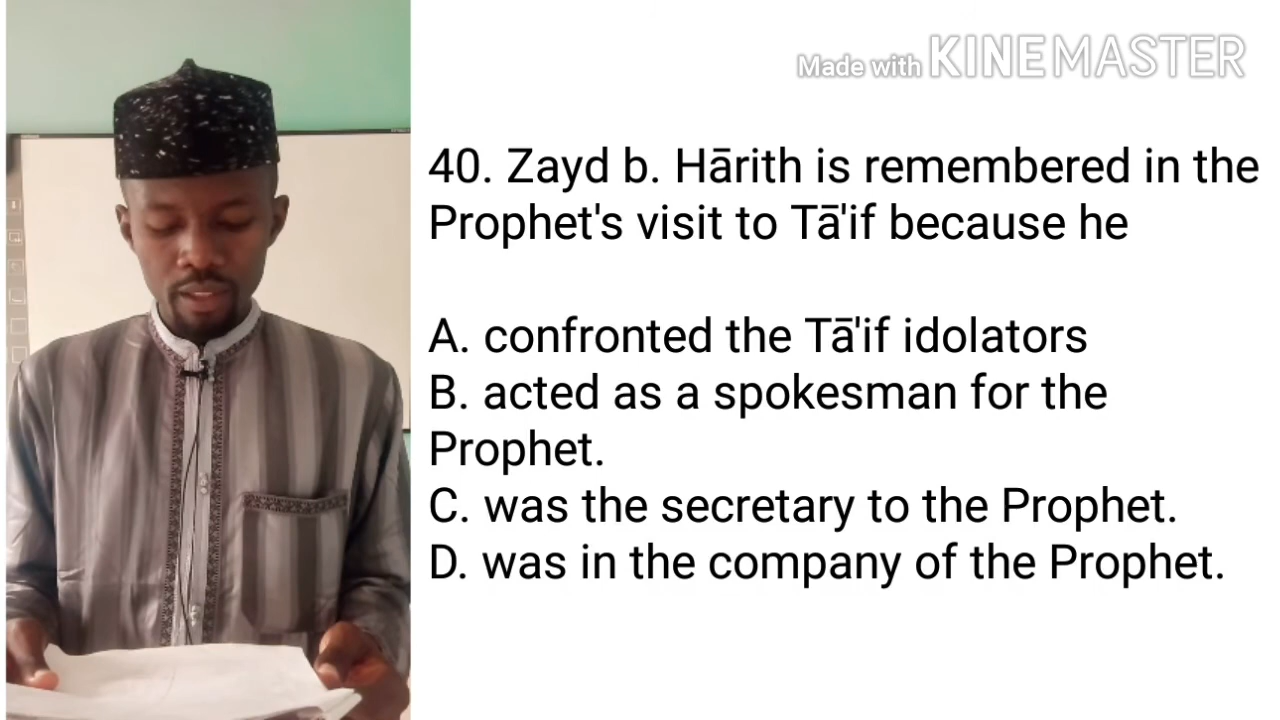 Made with KINEMASTER
40. Zayd b. Hārith is remembered in the
Prophet's visit to Tā'if because he
A. confronted the Tā'if idolators
B. acted as a spokesman for the
Prophet.
C. was the secretary to the Prophet.
D. was in the company of the Prophet.